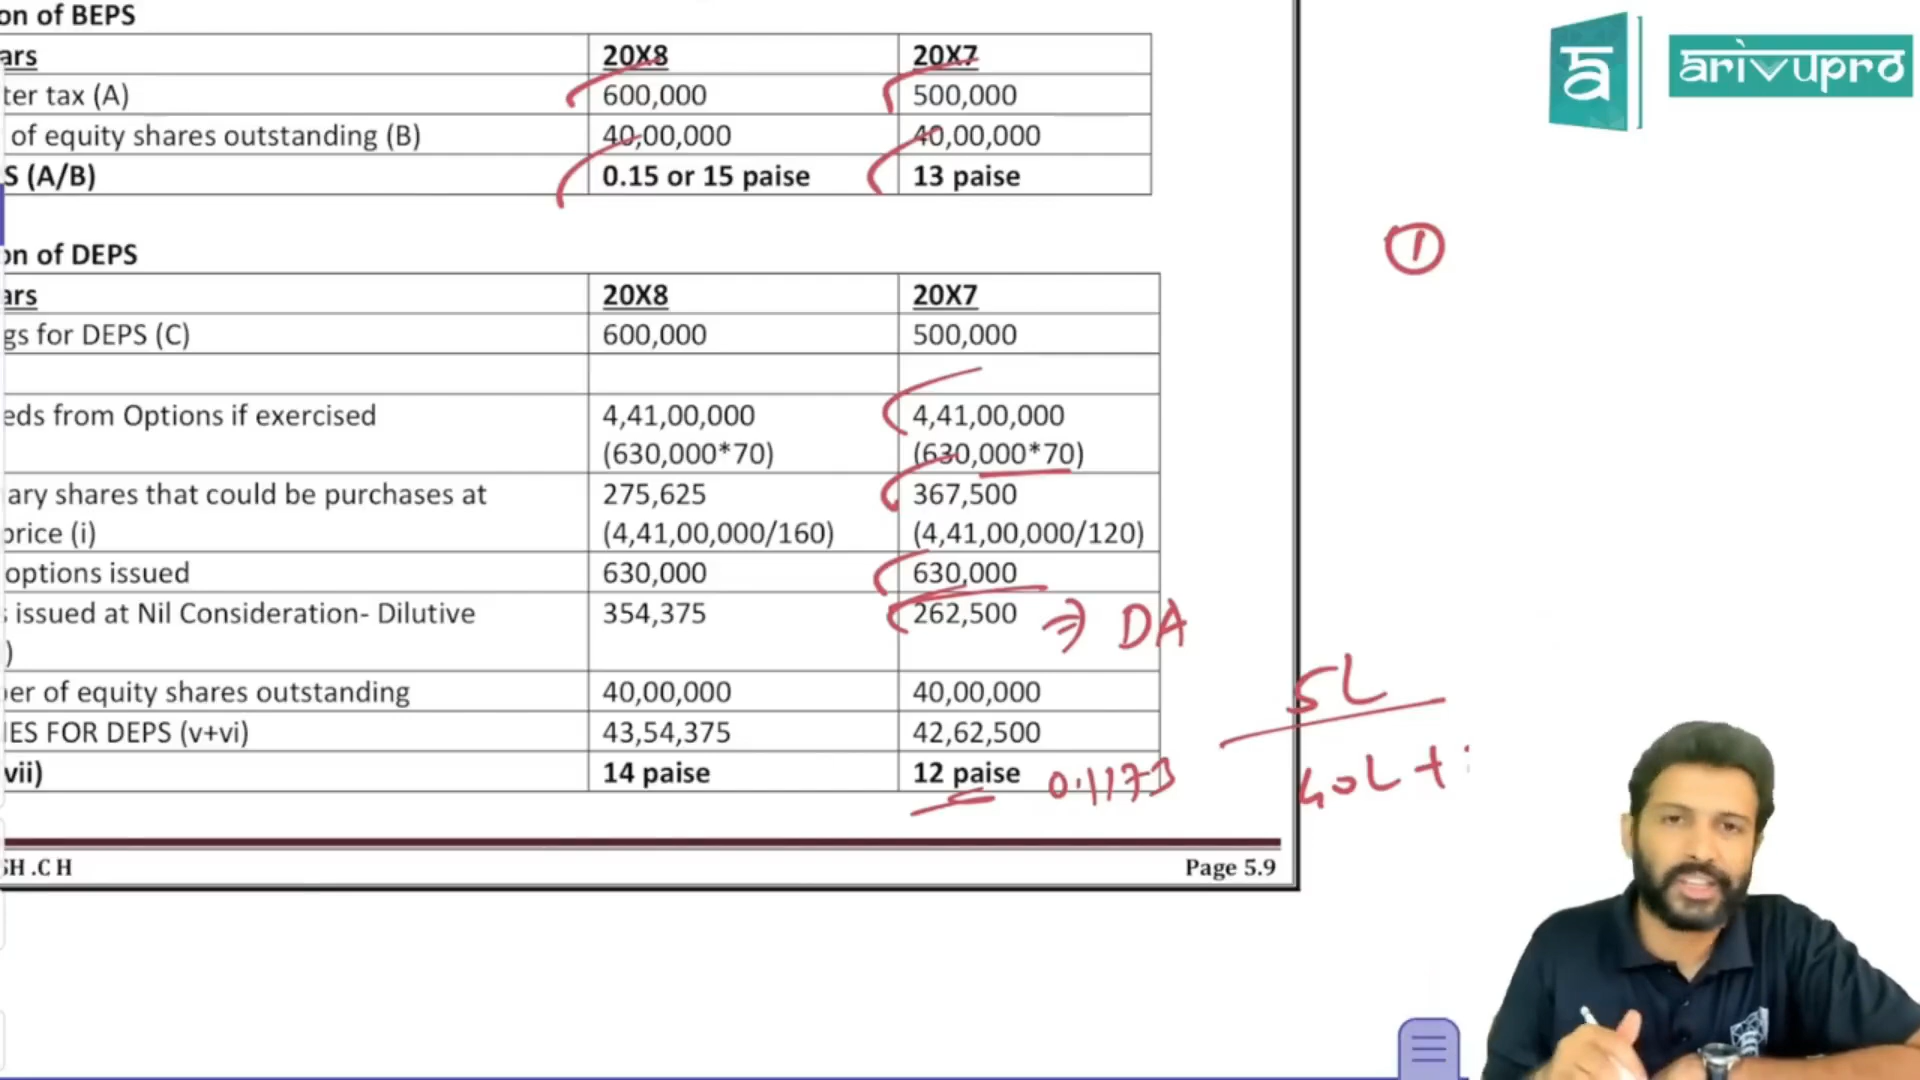 on of BEPS
ars 20X8 20X7
ter tax (A) 600,000 500,000
of equity shares outstanding (B) 40,00,000 40,00,000
S (A/B) 0.15 or 15 paise 13 paise
on of DEPS
ars 20X8 20X7
gs for DEPS (C) 600,000 500,000
eds from Options if exercised 4,41,00,000 4,41,00,000
(630,000*70) (630,000*70)
ary shares that could be purchases at 275,625 367,500
price (i) (4,41,00,000/160) (4,41,00,000/120)
options issued 630,000 630,000
issued at Nil Consideration- Dilutive 354,375 262,500 ⇒ DA
)
er of equity shares outstanding 40,00,000 40,00,000
IES FOR DEPS (v+vi) 43,54,375 42,62,500
vii) 14 paise 12 paise 0.1173
SH .C H Page 5.9
arivupro
1
5L
40L +